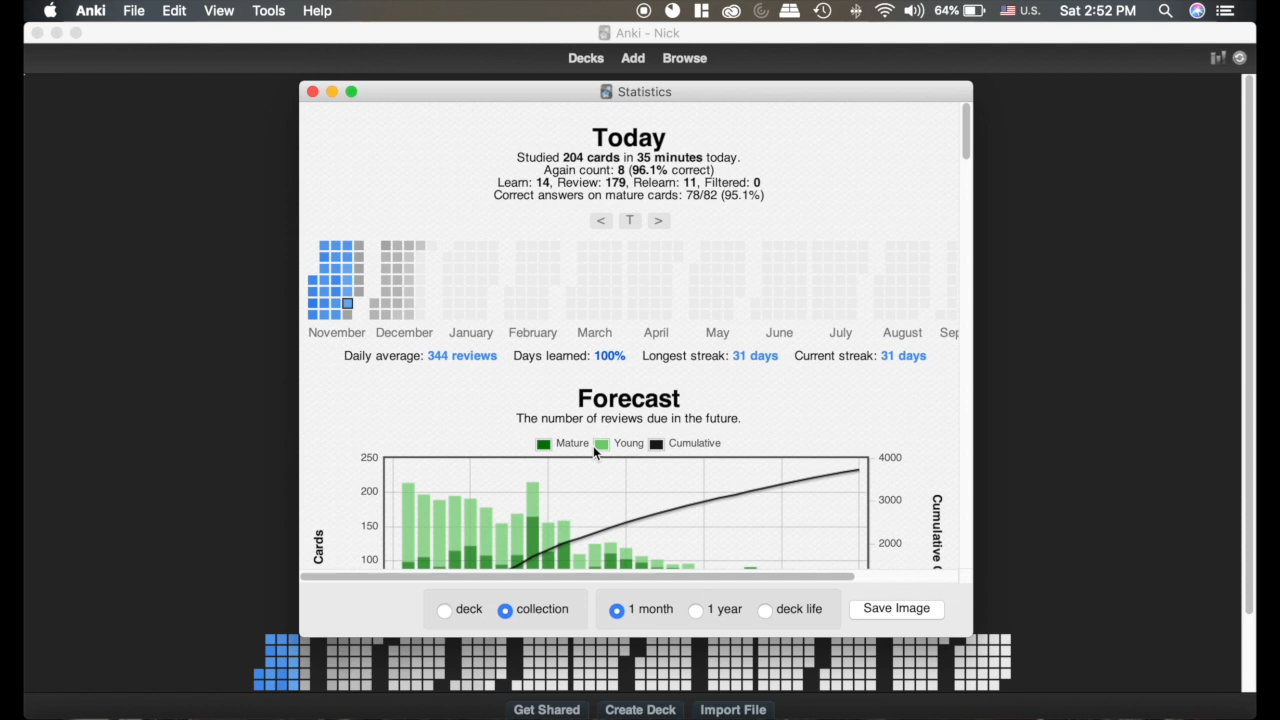 Anki File Edit View Tools Help 64% U.S. Sat 2:52 PM
Anki - Nick
Decks Add Browse
Statistics
Today
Studied 204 cards in 35 minutes today.
Again count: 8 (96.1% correct)
Learn: 14, Review: 179, Relearn: 11, Filtered: 0
Correct answers on mature cards: 78/82 (95.1%)
< T >
November December January February March April May June July August Sep
Daily average: 344 reviews Days learned: 100% Longest streak: 31 days Current streak: 31 days
Forecast
The number of reviews due in the future.
Mature Young Cumulative
250 4000
200 3000
150 2000
100
Cards
Cumulative C
deck collection 1 month 1 year deck life Save Image
Get Shared Create Deck Import File